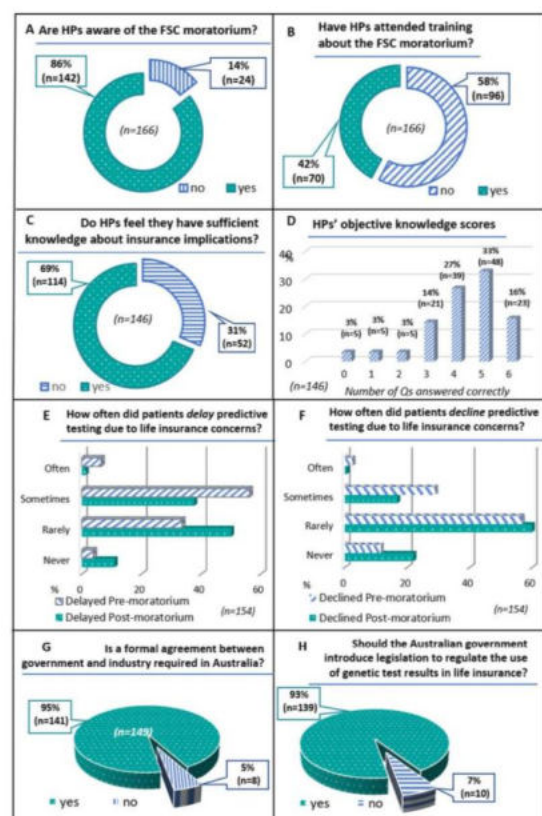 A Are HPs aware of the FSC moratorium?
86%
(n=142)
14%
(n=24)
(n=166)
no yes
B Have HPs attended training
about the FSC moratorium?
58%
(n=96)
(n=166)
42%
(n=70)
no yes
C Do HPs feel they have sufficient
knowledge about insurance implications?
69%
(n=114)
(n=146)
31%
(n=52)
no yes
D HPs' objective knowledge scores
%
40
30
20
10
0
3%
(n=5)
3%
(n=5)
3%
(n=5)
14%
(n=21)
27%
(n=39)
33%
(n=48)
16%
(n=23)
0 1 2 3 4 5 6
(n=146) Number of Qs answered correctly
E How often did patients delay predictive
testing due to life insurance concerns?
Often
Sometimes
Rarely
Never
% 0 20 40 60
Delayed Pre-moratorium
Delayed Post-moratorium (n=154)
F How often did patients decline predictive
testing due to life insurance concerns?
Often
Sometimes
Rarely
Never
% 0 20 40 60
Declined Pre-moratorium
Declined Post-moratorium (n=154)
G Is a formal agreement between
government and industry required in Australia?
95%
(n=141)
(n=149)
5%
(n=8)
yes no
H Should the Australian government
introduce legislation to regulate the use
of genetic test results in life insurance?
93%
(n=139)
7%
(n=10)
yes no